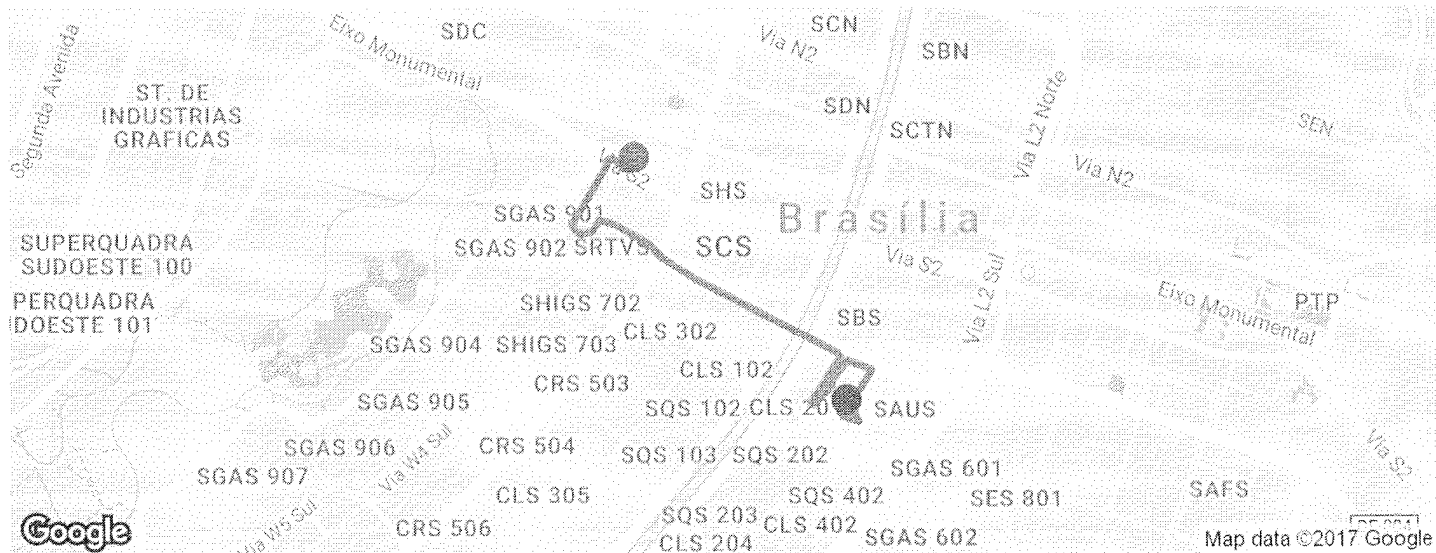 SDC
SCN
Eixo Monumental
Via N2
SBN
Segunda Avenida
ST. DE
INDUSTRIAS
GRAFICAS
SDN
SCTN
Via L2 Norte
SEN
Via N2
SHS
SGAS 901
Brasília
SUPERQUADRA
SUDOESTE 100
SGAS 902
SRTVS
SCS
Via S2
Via L2 Sul
PERQUADRA
DOESTE 101
SHIGS 702
Eixo Monumental
PTP
SBS
CLS 302
SGAS 904
SHIGS 703
CLS 102
CRS 503
SGAS 905
SQS 102
CLS 20
SAUS
SGAS 906
Via W4 Sul
CRS 504
SQS 103
SQS 202
Via S2
SGAS 907
SGAS 601
CLS 305
SQS 402
SES 801
SAFS
Google
Via W5 Sul
CRS 506
SQS 203
CLS 402
SGAS 602
CLS 204
Map data ©2017 Google